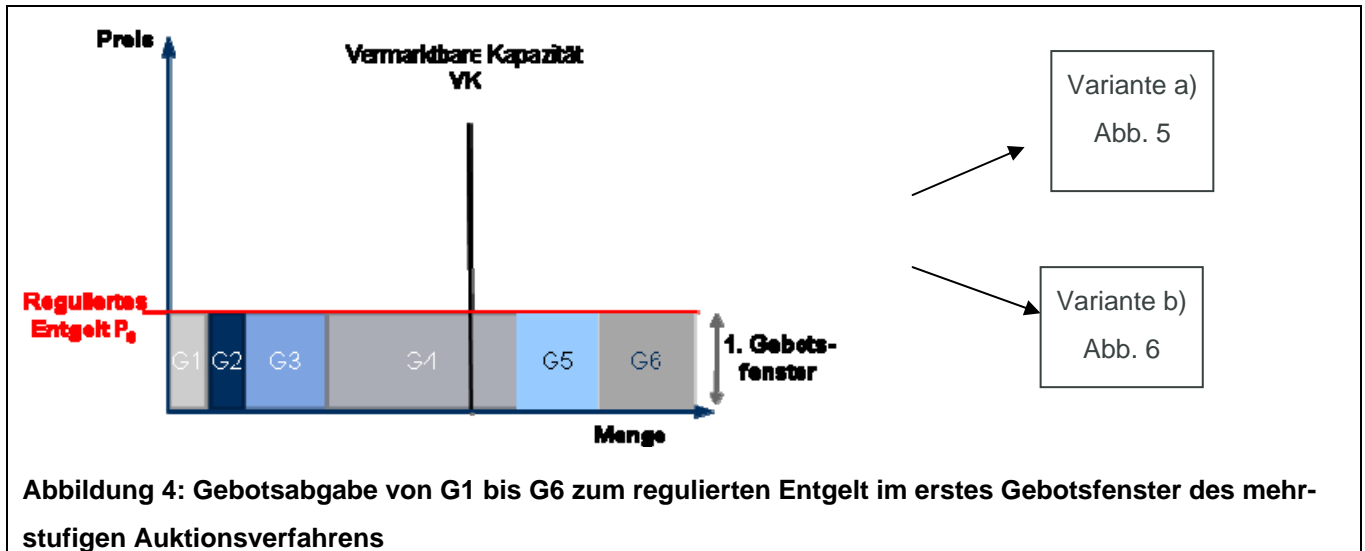 Preis
Vermarktbare Kapazität
VK
Variante a)
Abb. 5
Variante b)
Abb. 6
Reguliertes
Entgelt P₀
G1 G2 G3 G4 G5 G6
1. Gebots-
fenster
Menge
Abbildung 4: Gebotsabgabe von G1 bis G6 zum regulierten Entgelt im erstes Gebotsfenster des mehr-
stufigen Auktionsverfahrens